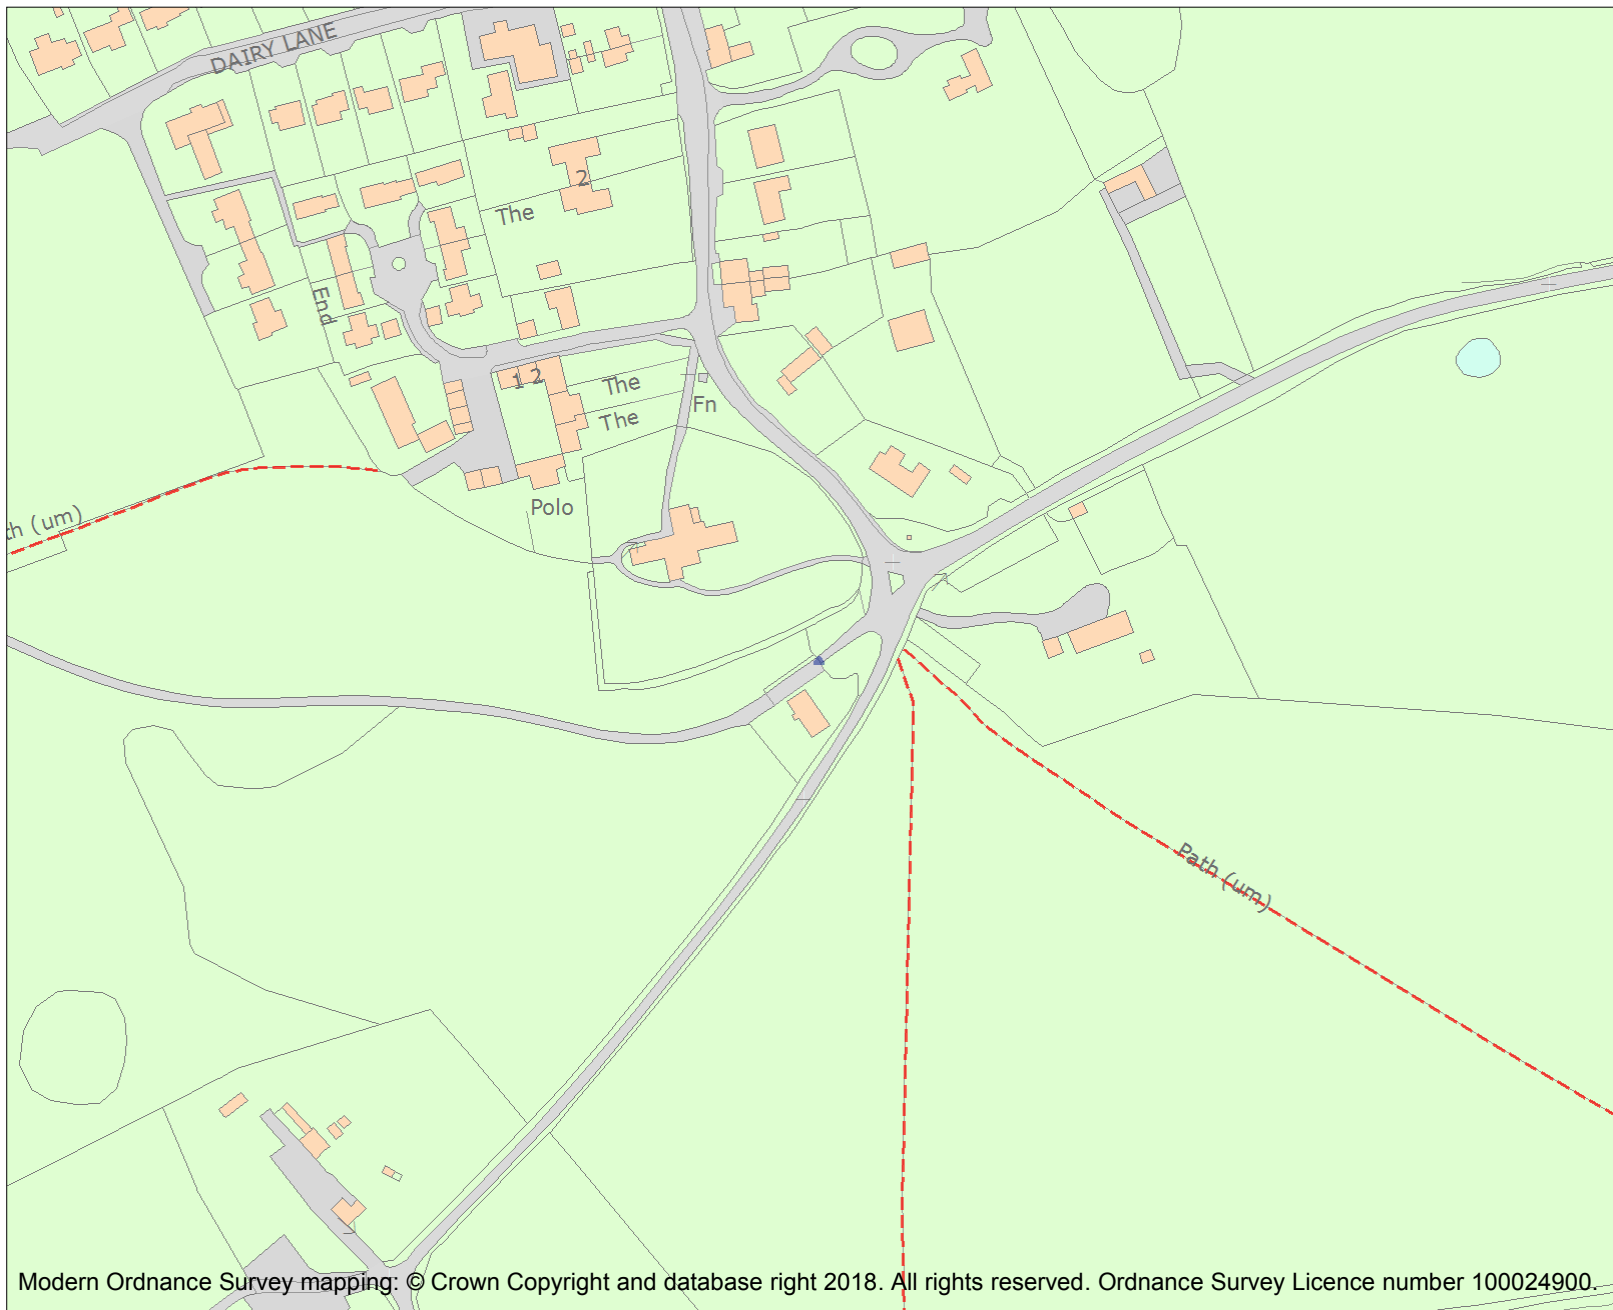 DAIRY LANE
2
The
End
1 2
The
Fn
The
Polo
th (um)
Path (um)
Modern Ordnance Survey mapping: © Crown Copyright and database right 2018. All rights reserved. Ordnance Survey Licence number 100024900.